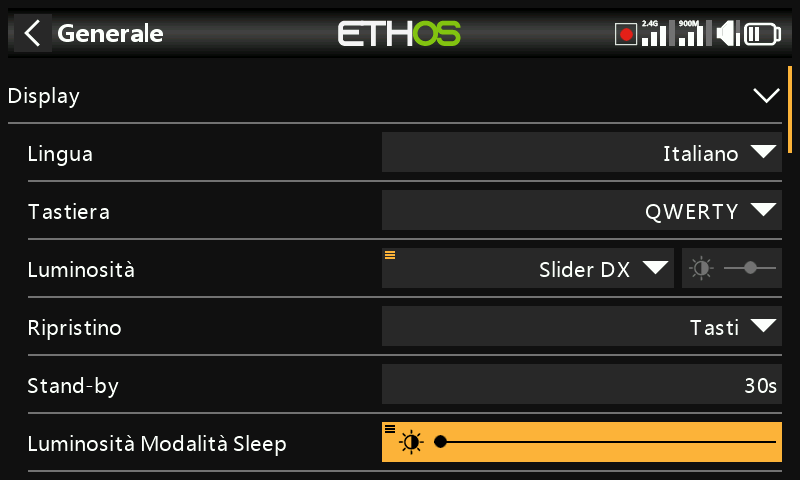 Generale
ETHOS
2.4G
900M
Display
Lingua
Italiano
Tastiera
QWERTY
Luminosità
Slider DX
Ripristino
Tasti
Stand-by
30s
Luminosità Modalità Sleep